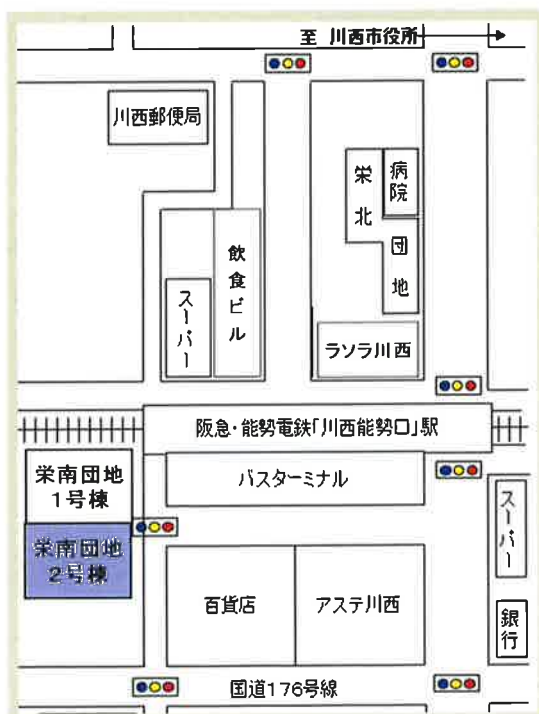 至 川西市役所
川西郵便局
栄北団地
病院
飲食ビル
スーパー
ラソラ川西
阪急・能勢電鉄「川西能勢口」駅
栄南団地
1号棟
バスターミナル
スーパー
栄南団地
2号棟
百貨店
アステ川西
銀行
国道176号線